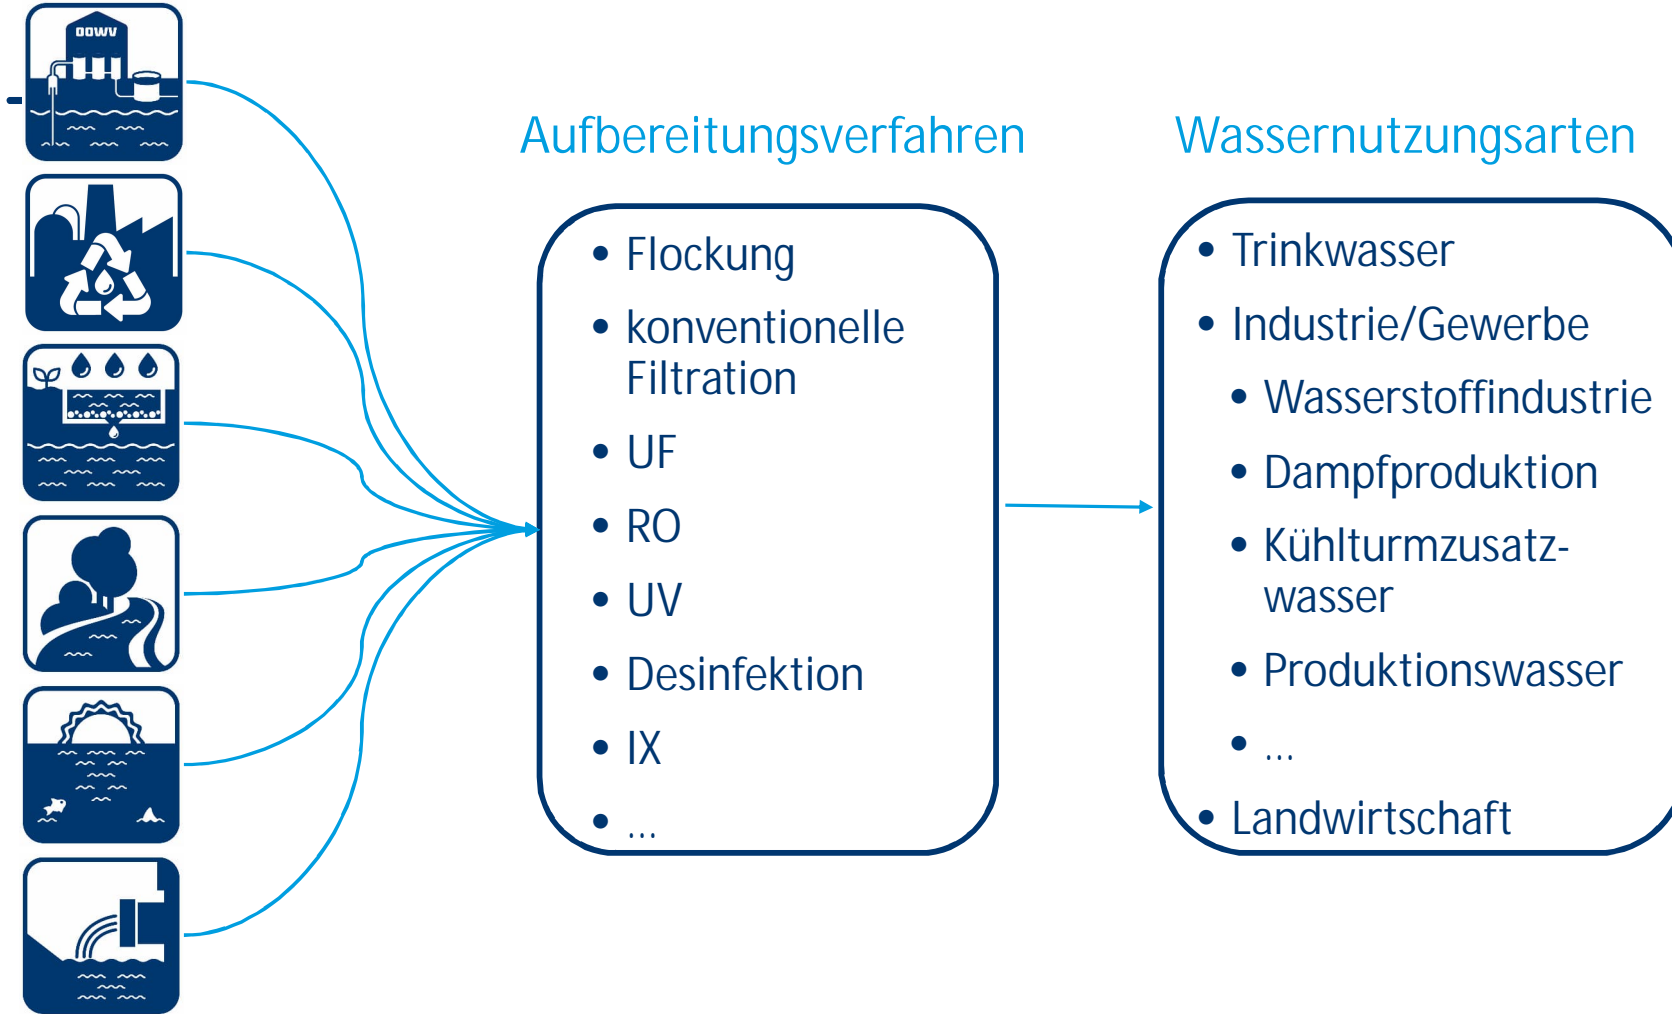 OOWV
Aufbereitungsverfahren
• Flockung
• konventionelle
Filtration
• UF
• RO
• UV
• Desinfektion
• IX
• ...
Wassernutzungsarten
• Trinkwasser
• Industrie/Gewerbe
• Wasserstoffindustrie
• Dampfproduktion
• Kühlturmzusatz-
wasser
• Produktionswasser
• ...
• Landwirtschaft